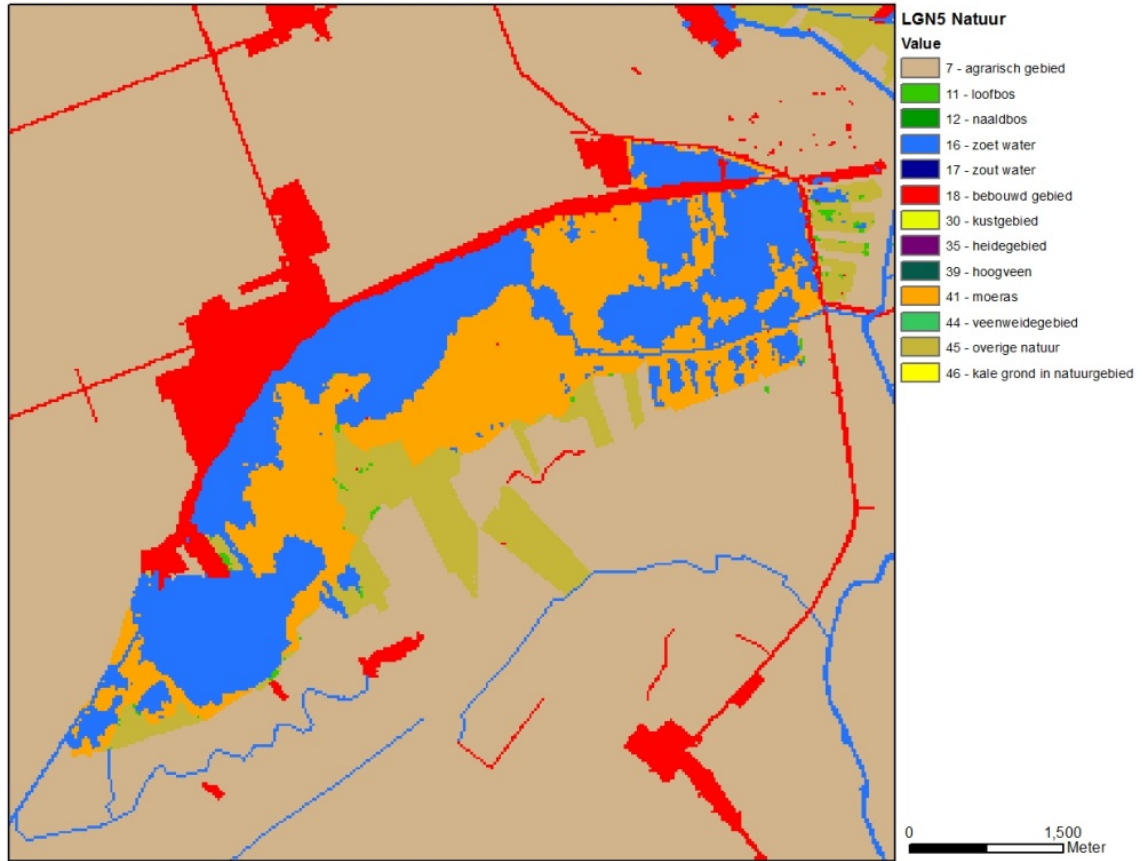 LGN5 Natuur
Value
7 - agrarisch gebied
11 - loofbos
12 - naaldbos
16 - zoet water
17 - zout water
18 - bebouwd gebied
30 - kustgebied
35 - heidegebied
39 - hoogveen
41 - moeras
44 - veenweidegebied
45 - overige natuur
46 - kale grond in natuurgebied
0 1,500
Meter